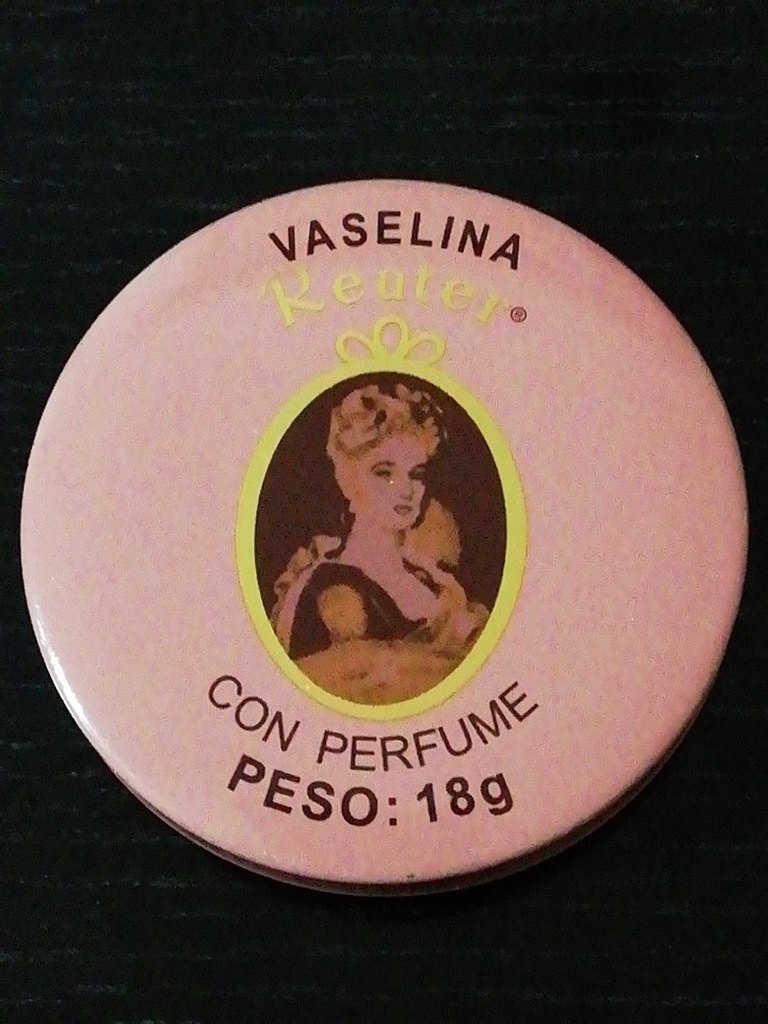 VASELINA
Reuter®
CON PERFUME
PESO: 18g